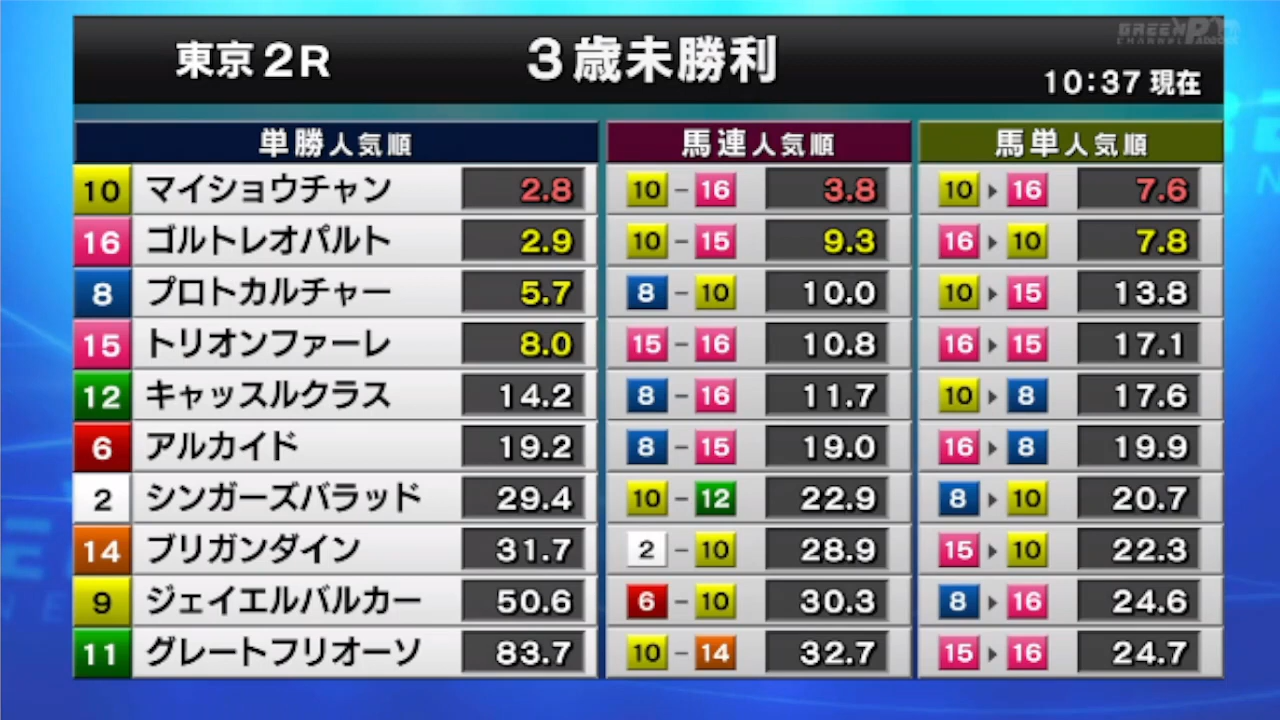 GREEN CHANNEL PADDOCK
東京2R 3歳未勝利 10:37 現在
単勝人気順 馬連人気順 馬単人気順
10 マイショウチャン 2.8 10-16 3.8 10▸16 7.6
16 ゴルトレオパルト 2.9 10-15 9.3 16▸10 7.8
8 プロトカルチャー 5.7 8-10 10.0 10▸15 13.8
15 トリオンファーレ 8.0 15-16 10.8 16▸15 17.1
12 キャッスルクラス 14.2 8-16 11.7 10▸8 17.6
6 アルカイド 19.2 8-15 19.0 16▸8 19.9
2 シンガーズバラッド 29.4 10-12 22.9 8▸10 20.7
14 ブリガンダイン 31.7 2-10 28.9 15▸10 22.3
9 ジェイエルバルカー 50.6 6-10 30.3 8▸16 24.6
11 グレートフリオーソ 83.7 10-14 32.7 15▸16 24.7